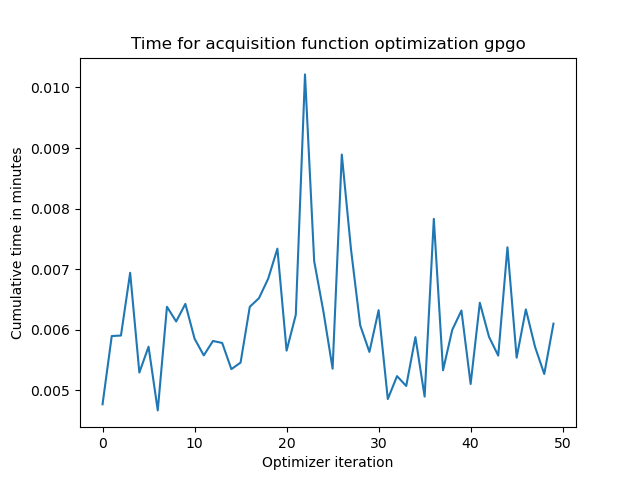 Time for acquisition function optimization gpgo
Cumulative time in minutes
0.010
0.009
0.008
0.007
0.006
0.005
0 10 20 30 40 50
Optimizer iteration